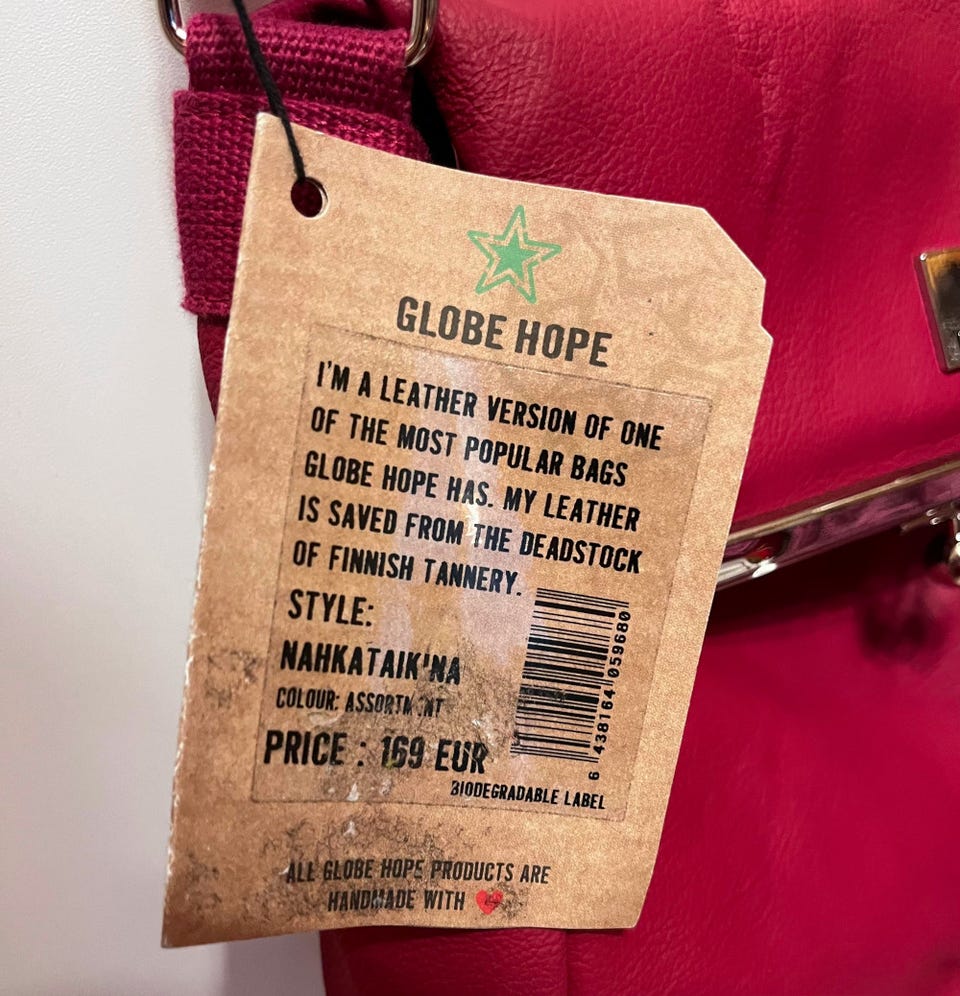 GLOBE HOPE
I'M A LEATHER VERSION OF ONE
OF THE MOST POPULAR BAGS
GLOBE HOPE HAS. MY LEATHER
IS SAVED FROM THE DEADSTOCK
OF FINNISH TANNERY.
STYLE:
NAHKATAIKINA
COLOUR: ASSORTMENT
PRICE : 169 EUR
6 438164 059680
BIODEGRADABLE LABEL
ALL GLOBE HOPE PRODUCTS ARE
HANDMADE WITH ❤